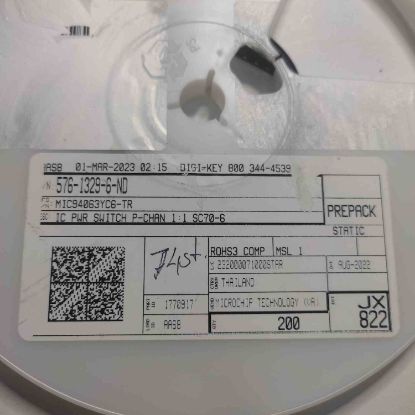 AASB 01-MAR-2023 02:15 DIGI-KEY 800 344-4539
576-1329-6-ND
MIC94063YC6-TR
IC PWR SWITCH P-CHAN 1:1 SC70-6
PREPACK
STATIC
74st.
ROHS3 COMP MSL 1
AUG-2022
THAILAND
1770917
MICROCHIP TECHNOLOGY (VA)
AASB
200
JX
822